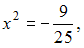 x² = -9/25,